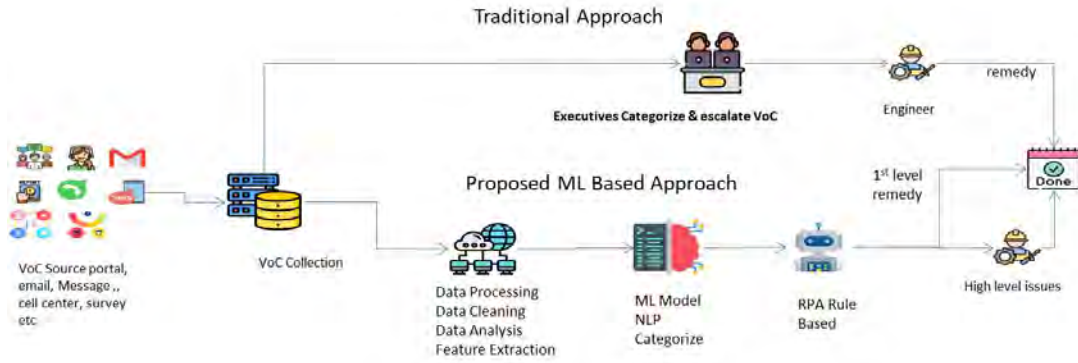 Traditional Approach
Executives Categorize & escalate VoC
Engineer
remedy
VoC Source portal,
email, Message ,,
cell center, survey
etc
VoC Collection
Proposed ML Based Approach
Data Processing
Data Cleaning
Data Analysis
Feature Extraction
ML Model
NLP
Categorize
RPA Rule
Based
1st level
remedy
High level issues
Done